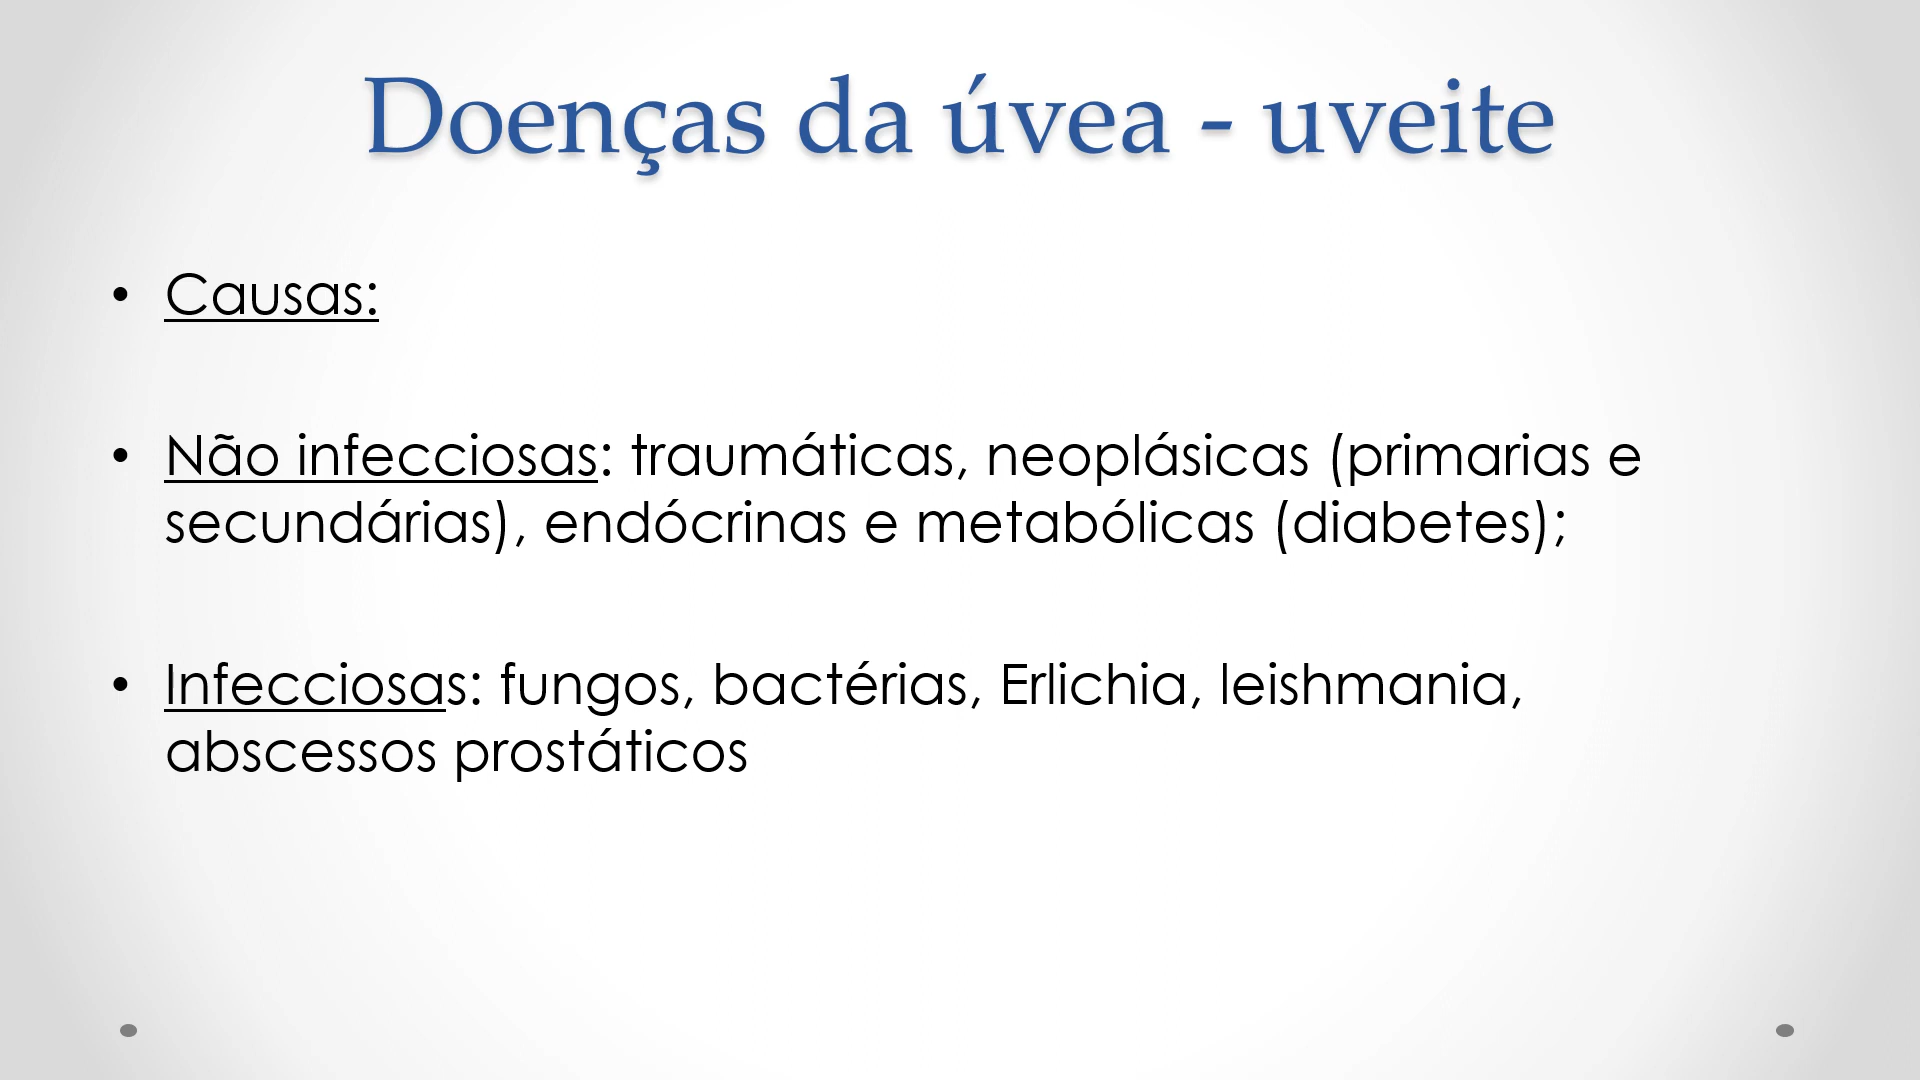 Doenças da úvea - uveite
• Causas:
• Não infecciosas: traumáticas, neoplásicas (primarias e
secundárias), endócrinas e metabólicas (diabetes);
• Infecciosas: fungos, bactérias, Erlichia, leishmania,
abscessos prostáticos